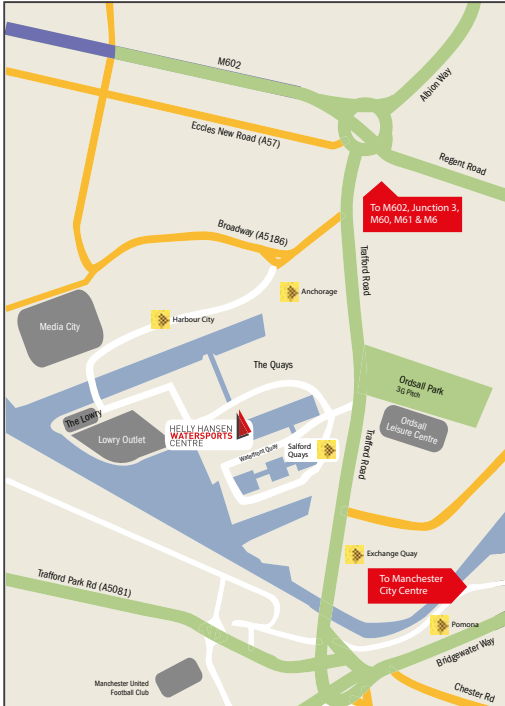 M602
Albion Way
Eccles New Road (A57)
Regent Road
To M602, Junction 3,
M60, M61 & M6
Broadway (A5186)
Trafford Road
Anchorage
Harbour City
Media City
The Quays
Ordsall Park
3G Pitch
The Lowry
Lowry Outlet
HELLY HANSEN
WATERSPORTS
CENTRE
Ordsall
Leisure Centre
Waterfront Quay
Salford
Quays
Trafford Road
Exchange Quay
To Manchester
City Centre
Trafford Park Rd (A5081)
Pomona
Bridgewater Way
Manchester United
Football Club
Chester Rd